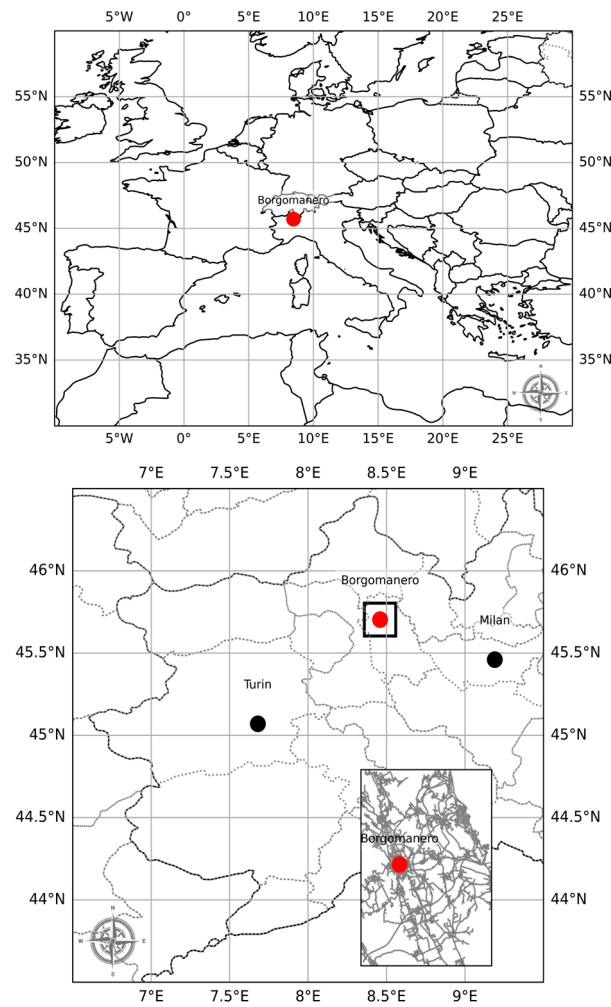 5°W 0° 5°E 10°E 15°E 20°E 25°E
55°N 55°N
50°N 50°N
Borgomanero
45°N 45°N
40°N 40°N
35°N 35°N
N
W E
S
5°W 0° 5°E 10°E 15°E 20°E 25°E
7°E 7.5°E 8°E 8.5°E 9°E
46°N 46°N
Borgomanero
Milan
45.5°N 45.5°N
Turin
45°N 45°N
44.5°N 44.5°N
Borgomanero
44°N 44°N
N
W E
S
7°E 7.5°E 8°E 8.5°E 9°E